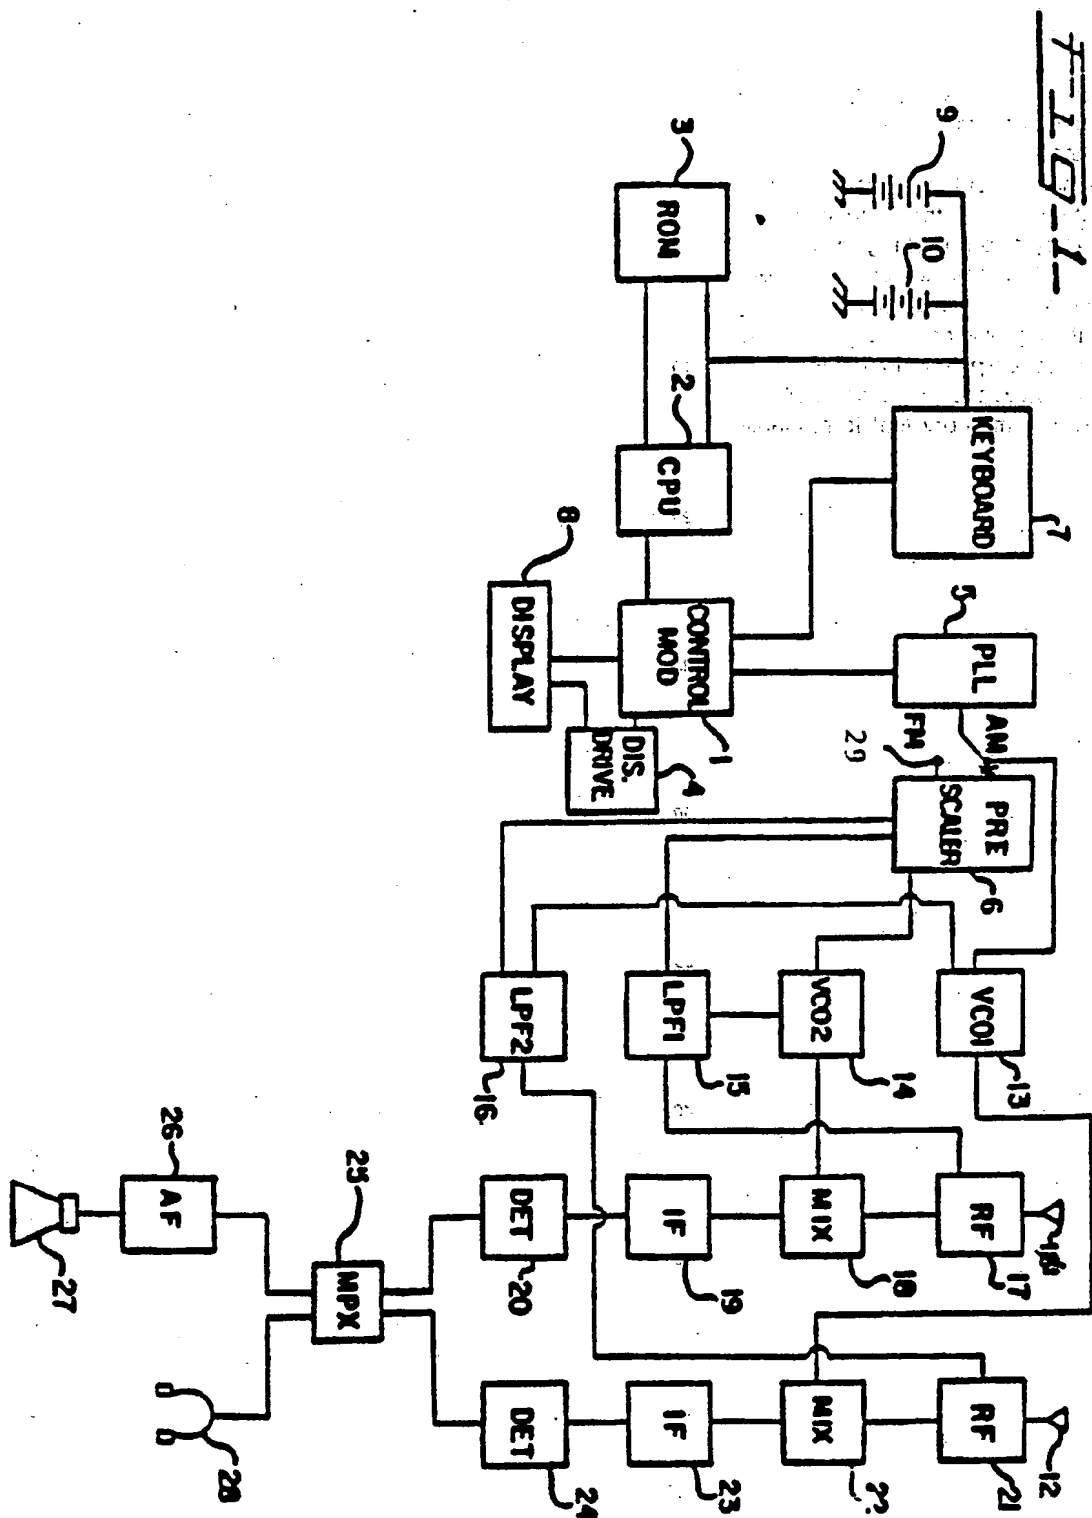 FIG-1
9
10
3
ROM
2
CPU
KEYBOARD
7
8
DISPLAY
CONTROL
MOD
1
DIS.
DRIVE
4
5
PLL
AM
FM
29
PRE
SCALER
6
VCO1
13
VCO2
14
LPF1
15
LPF2
16
RF
17
MIX
18
IF
19
DET
20
RF
21
12
MIX
22
IF
23
DET
24
25
MPX
26
AF
27
28